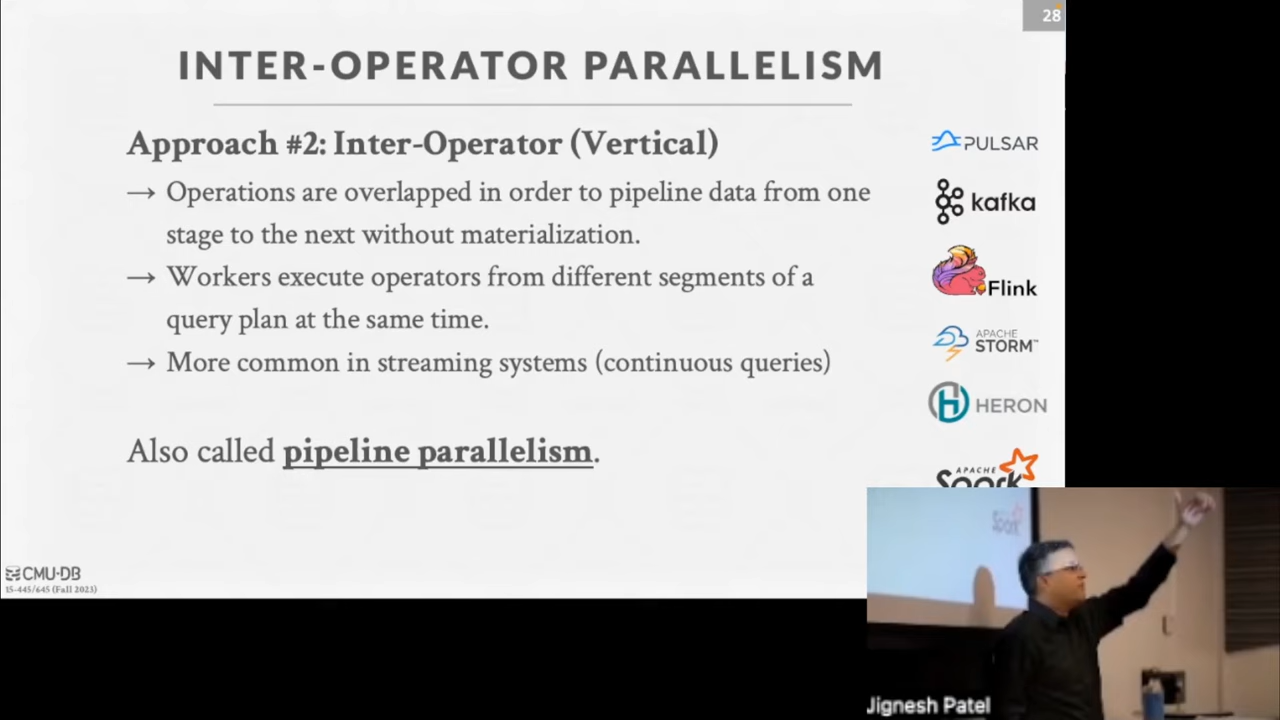 28
INTER-OPERATOR PARALLELISM
Approach #2: Inter-Operator (Vertical)
→ Operations are overlapped in order to pipeline data from one
stage to the next without materialization.
→ Workers execute operators from different segments of a
query plan at the same time.
→ More common in streaming systems (continuous queries)
Also called pipeline parallelism.
PULSAR
kafka
Flink
APACHE
STORM™
HERON
APACHE
Spark
CMU·DB
15-445/645 (Fall 2023)
Spark
Jignesh Patel